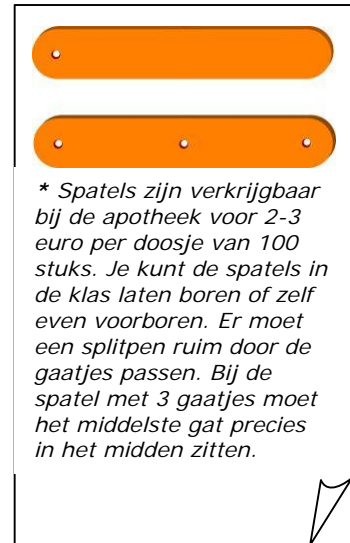 * Spatels zijn verkrijgbaar
bij de apotheek voor 2-3
euro per doosje van 100
stuks. Je kunt de spatels in
de klas laten boren of zelf
even voorboren. Er moet
een splitpen ruim door de
gaatjes passen. Bij de
spatel met 3 gaatjes moet
het middelste gat precies
in het midden zitten.